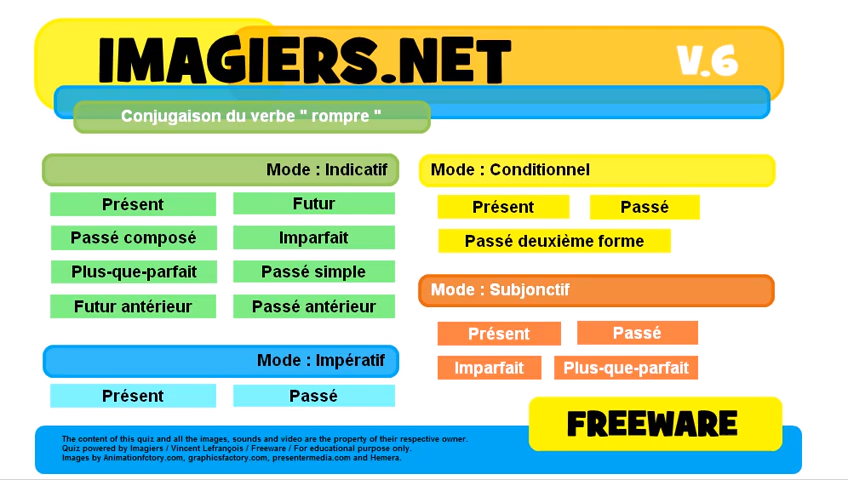 IMAGIERS.NET
V.6
Conjugaison du verbe " rompre "
Mode : Indicatif
Présent
Futur
Passé composé
Imparfait
Plus-que-parfait
Passé simple
Futur antérieur
Passé antérieur
Mode : Impératif
Présent
Passé
Mode : Conditionnel
Présent
Passé
Passé deuxième forme
Mode : Subjonctif
Présent
Passé
Imparfait
Plus-que-parfait
FREEWARE
The content of this quiz and all the images, sounds and video are the property of their respective owner.
Quiz powered by Imagiers / Vincent Lefrançois / Freeware / For educational purpose only.
Images by Animationfctory.com, graphicsfactory.com, presentermedia.com and Hemera.